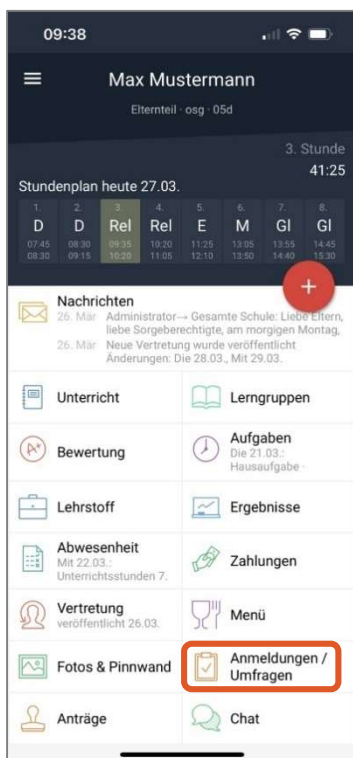 09:38
Max Mustermann
Elternteil · osg · 05d
3. Stunde
41:25
Stundenplan heute 27.03.
1. 2. 3. 4. 5. 6. 7. 8.
D D Rel Rel E M Gl Gl
07:45 08:30 09:35 10:20 11:25 13:05 13:55 14:45
08:30 09:15 10:20 11:05 12:10 13:50 14:40 15:30
+
Nachrichten
26. Mär Administrator→ Gesamte Schule: Liebe Eltern,
liebe Sorgeberechtigte, am morgigen Montag,
26. Mär Neue Vertretung wurde veröffentlicht
Änderungen: Die 28.03., Mit 29.03.
Unterricht
Lerngruppen
A+
Bewertung
Aufgaben
Die 21.03.:
Hausaufgabe ·
Lehrstoff
Ergebnisse
Abwesenheit
Mit 22.03.:
Unterrichtsstunden 7.
Zahlungen
Vertretung
veröffentlicht 26.03.
Menü
Fotos & Pinnwand
Anmeldungen /
Umfragen
Anträge
Chat